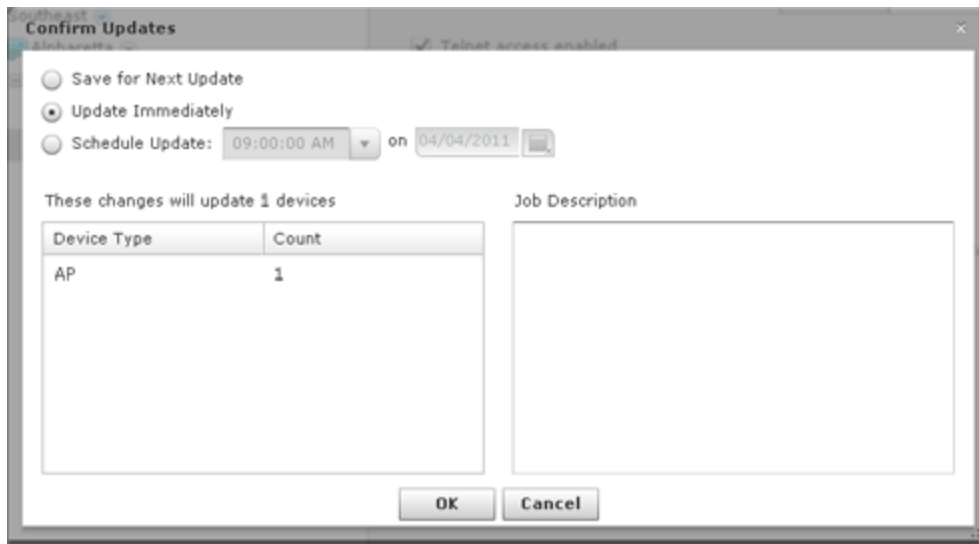 Southeast
Confirm Updates
Alpharetta
Telnet access enabled
Save for Next Update
Update Immediately
Schedule Update: 09:00:00 AM on 04/04/2011
These changes will update 1 devices
Job Description
Device Type Count
AP 1
OK Cancel